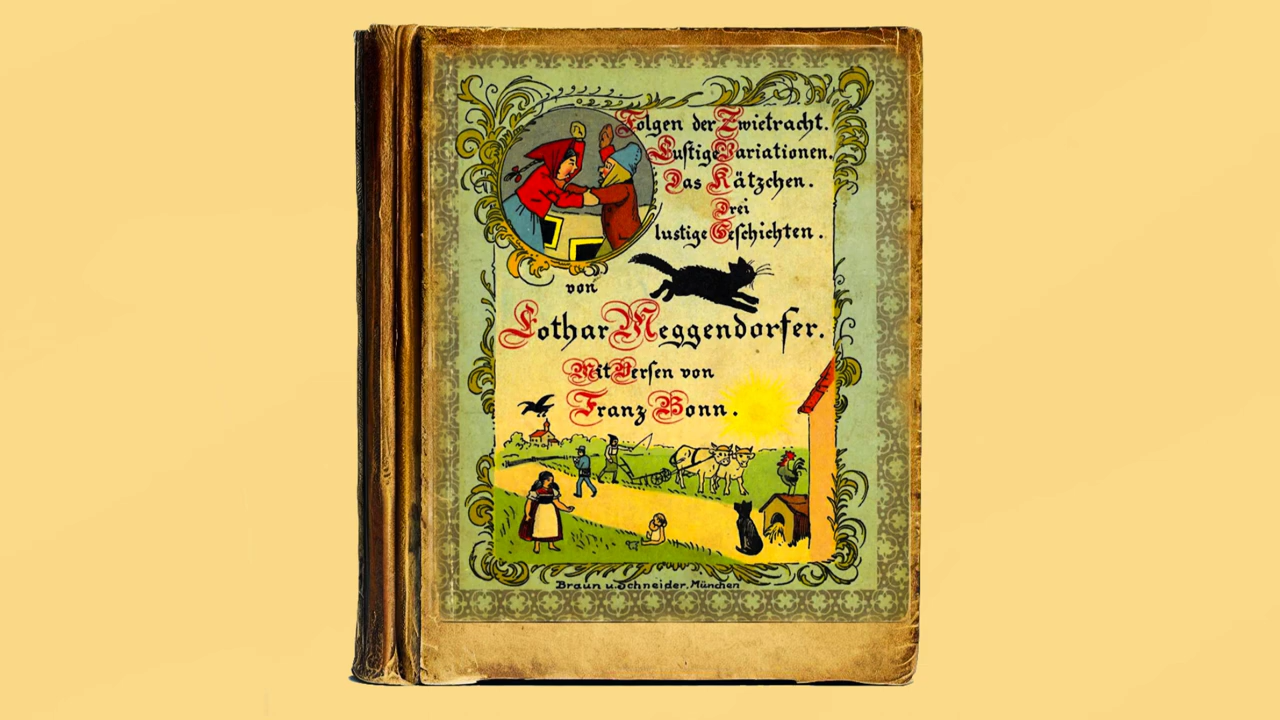 Folgen der Zwietracht.
Lustige Variationen.
Das Kätzchen.
Drei
lustige Geschichten.
von
Lothar Meggendorfer.
Mit Versen von
Franz Bonn.
Braun u. Schneider, München